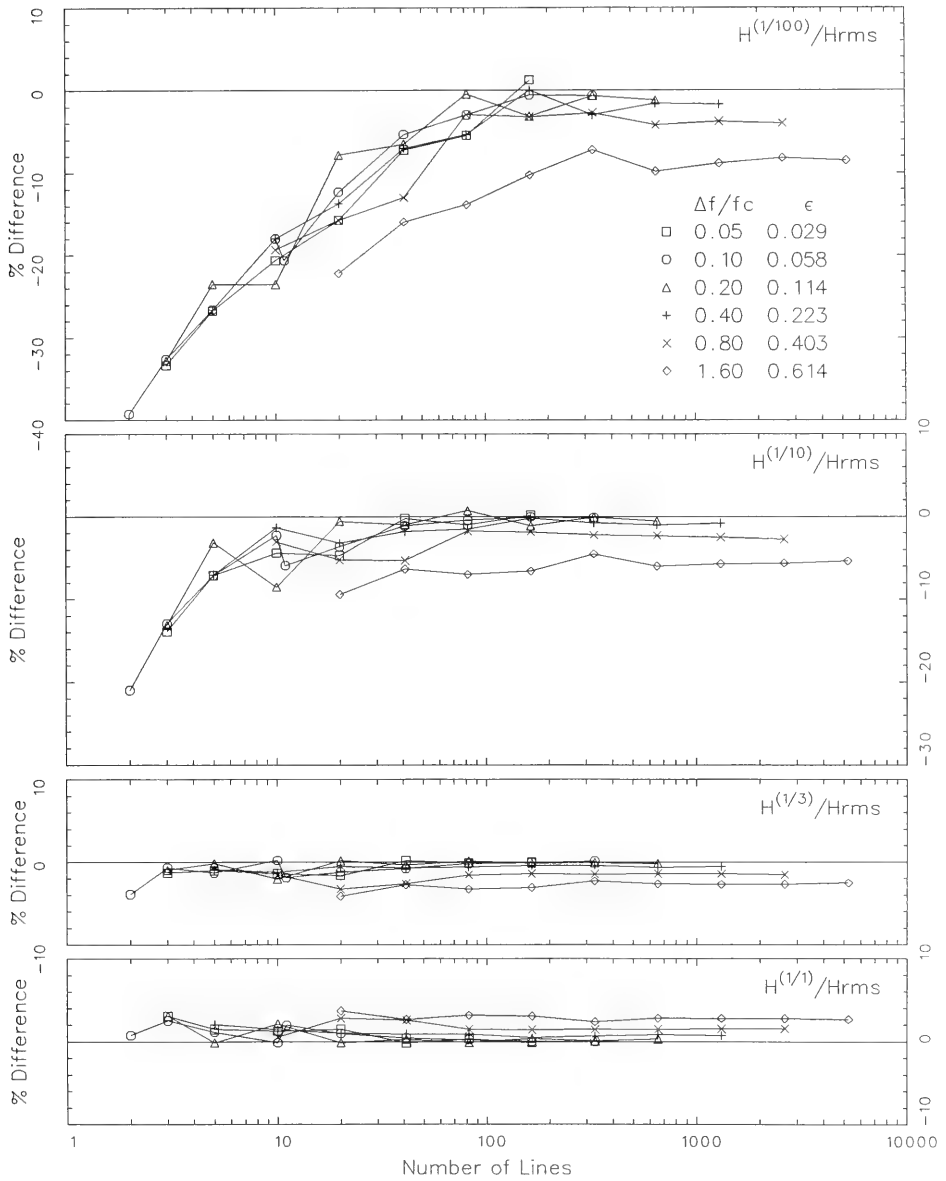 10
H(1/100)/Hrms
0
-10
% Difference
-20
-30
-40
Δf/fc ϵ
□ 0.05 0.029
○ 0.10 0.058
△ 0.20 0.114
+ 0.40 0.223
× 0.80 0.403
◇ 1.60 0.614
10
H(1/10)/Hrms
0
% Difference
-10
-20
-30
10
H(1/3)/Hrms
0
% Difference
-10
10
H(1/1)/Hrms
0
% Difference
-10
1 10 100 1000 10000
Number of Lines